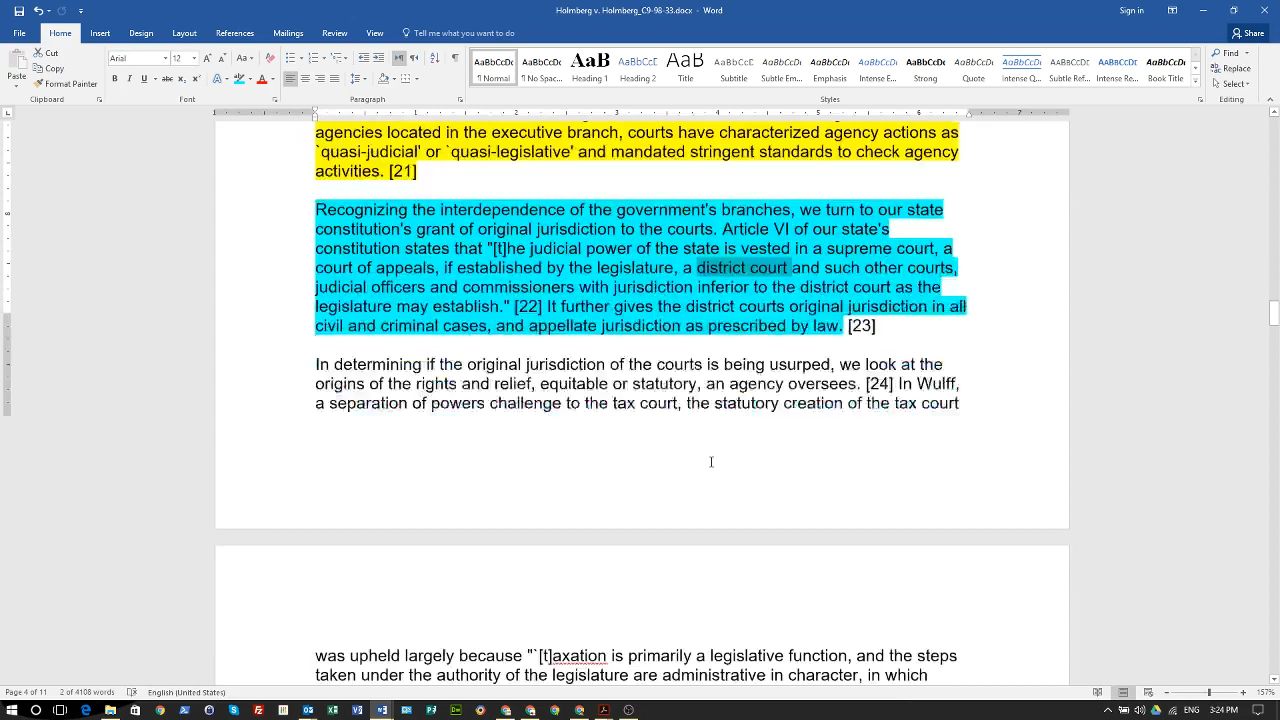 Holmberg v. Holmberg_C9-98-33.docx - Word
Sign in
File Home Insert Design Layout References Mailings Review View Tell me what you want to do Share
Paste
Cut
Copy
Format Painter
Clipboard
Arial 12
Font
Paragraph
AaBbCcDc AaBbCcDc AaB AaBbCcDc AaB
¶ Normal ¶ No Spac... Heading 1 Heading 2 Title Subtitle Subtle Em... Emphasis Intense E... Strong Quote Intense Q... Subtle Ref... Intense Re... Book Title
Styles
Find
Replace
Select
Editing
agencies located in the executive branch, courts have characterized agency actions as
`quasi-judicial' or `quasi-legislative' and mandated stringent standards to check agency
activities. [21]
Recognizing the interdependence of the government's branches, we turn to our state
constitution's grant of original jurisdiction to the courts. Article VI of our state's
constitution states that "[t]he judicial power of the state is vested in a supreme court, a
court of appeals, if established by the legislature, a district court and such other courts,
judicial officers and commissioners with jurisdiction inferior to the district court as the
legislature may establish." [22] It further gives the district courts original jurisdiction in all
civil and criminal cases, and appellate jurisdiction as prescribed by law. [23]
In determining if the original jurisdiction of the courts is being usurped, we look at the
origins of the rights and relief, equitable or statutory, an agency oversees. [24] In Wulff,
a separation of powers challenge to the tax court, the statutory creation of the tax court
was upheld largely because "`[t]axation is primarily a legislative function, and the steps
taken under the authority of the legislature are administrative in character, in which
Page 4 of 11 2 of 4108 words English (United States) 157%
3:24 PM